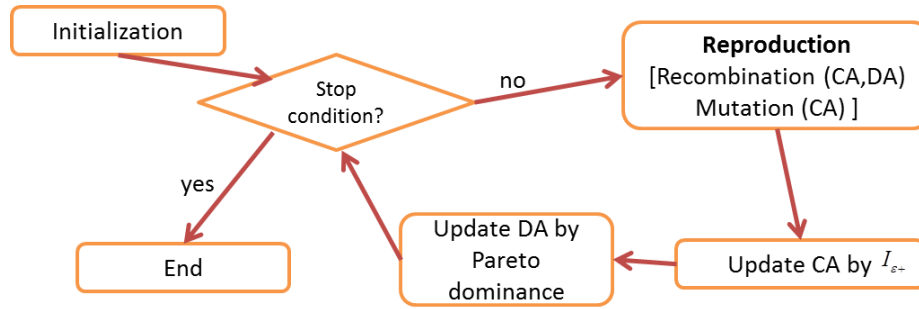 Initialization
Stop
condition?
no
Reproduction
[Recombination (CA,DA)
Mutation (CA) ]
yes
End
Update DA by
Pareto
dominance
Update CA by I_{ε+}